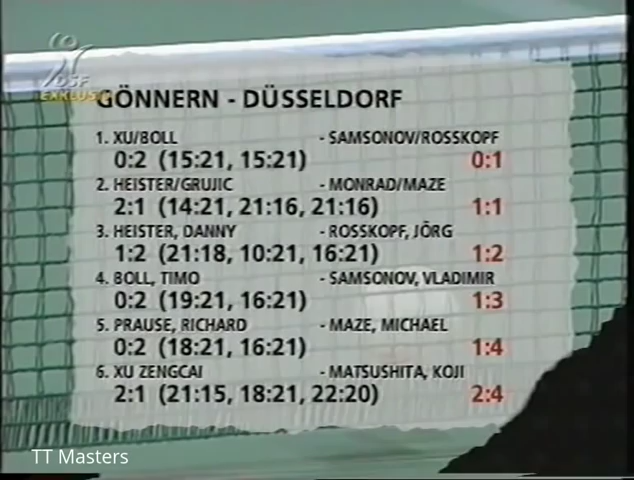 DSF
EXKLUSIV
GÖNNERN - DÜSSELDORF
1. XU/BOLL - SAMSONOV/ROSSKOPF
0:2 (15:21, 15:21) 0:1
2. HEISTER/GRUJIC - MONRAD/MAZE
2:1 (14:21, 21:16, 21:16) 1:1
3. HEISTER, DANNY - ROSSKOPF, JÖRG
1:2 (21:18, 10:21, 16:21) 1:2
4. BOLL, TIMO - SAMSONOV, VLADIMIR
0:2 (19:21, 16:21) 1:3
5. PRAUSE, RICHARD - MAZE, MICHAEL
0:2 (18:21, 16:21) 1:4
6. XU ZENGCAI - MATSUSHITA, KOJI
2:1 (21:15, 18:21, 22:20) 2:4
TT Masters